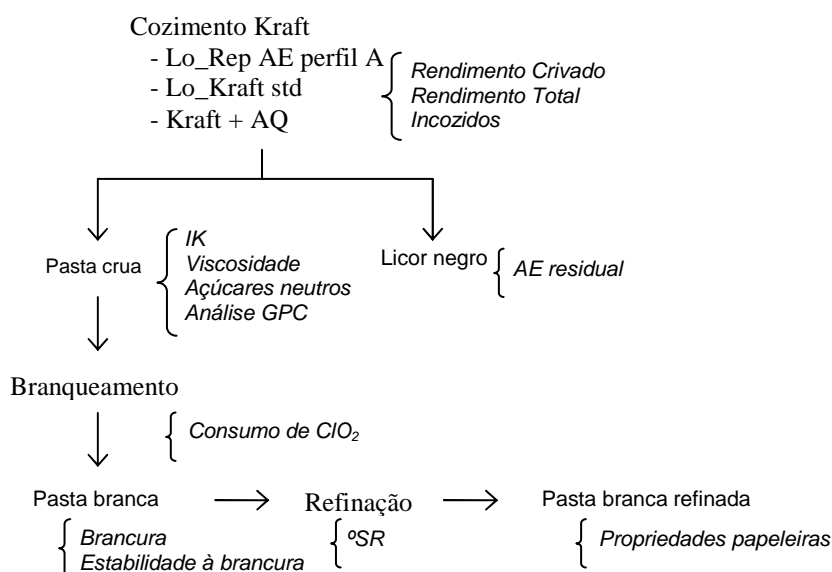 Cozimento Kraft
- Lo_Rep AE perfil A
- Lo_Kraft std
- Kraft + AQ
Rendimento Crivado
Rendimento Total
Incozidos
Pasta crua
IK
Viscosidade
Açúcares neutros
Análise GPC
Licor negro
AE residual
Branqueamento
Consumo de ClO₂
Pasta branca
Refinação
Pasta branca refinada
Brancura
Estabilidade à brancura
ºSR
Propriedades papeleiras